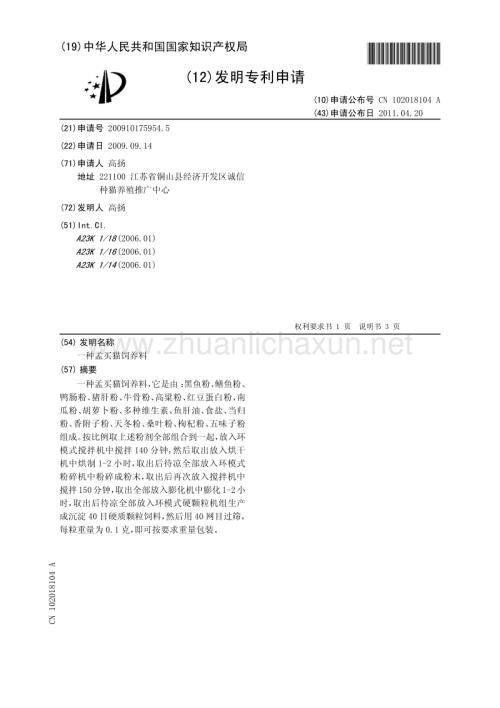 (19)中华人民共和国国家知识产权局
(12)发明专利申请
(10)申请公布号 CN 102018104 A
(43)申请公布日 2011.04.20
(21)申请号 200910175954.5
(22)申请日 2009.09.14
(71)申请人 高扬
地址 221100 江苏省铜山县经济开发区诚信
种猫养殖推广中心
(72)发明人 高扬
(51)Int.Cl.
A23K 1/18(2006.01)
A23K 1/16(2006.01)
A23K 1/14(2006.01)
权利要求书 1 页 说明书 3 页
www.zhuanlichaxun.net
(54)发明名称
一种孟买猫饲养料
(57)摘要
一种孟买猫饲养料,它是由:黑鱼粉、鳝鱼粉、
鸭肠粉、猪肝粉、牛骨粉、高粱粉、红豆蛋白粉,南
瓜粉、胡萝卜粉、多种维生素、鱼肝油、食盐、当归
粉、香附子粉、天冬粉、桑叶粉、枸杞粉、五味子粉
组成。按比例取上述粉剂全部组合到一起,放入环
模式搅拌机中搅拌 140 分钟,然后取出放入烘干
机中烘制 1-2 小时,取出后待凉全部放入环模式
粉碎机中粉碎成粉末,取出后再次放入搅拌机中
搅拌 150 分钟,取出全部放入膨化机中膨化 1-2 小
时,取出后待凉全部放入环模式硬颗粒机组生产
成沉淀 40 目硬质颗粒饲料,然后用 40 网目过筛,
每粒重量为 0.1 克,即可按要求重量包装。
CN 102018104 A